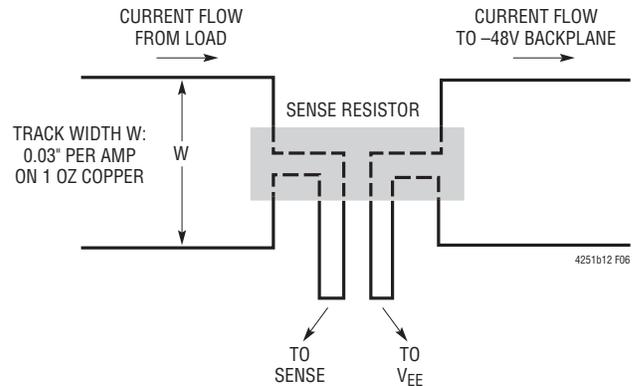 CURRENT FLOW
FROM LOAD
CURRENT FLOW
TO –48V BACKPLANE
SENSE RESISTOR
TRACK WIDTH W:
0.03" PER AMP
ON 1 OZ COPPER
W
4251b12 F06
TO
SENSE
TO
VEE